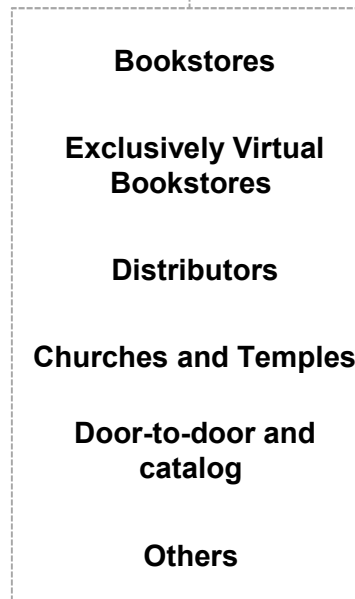 Bookstores
Exclusively Virtual
Bookstores
Distributors
Churches and Temples
Door-to-door and
catalog
Others